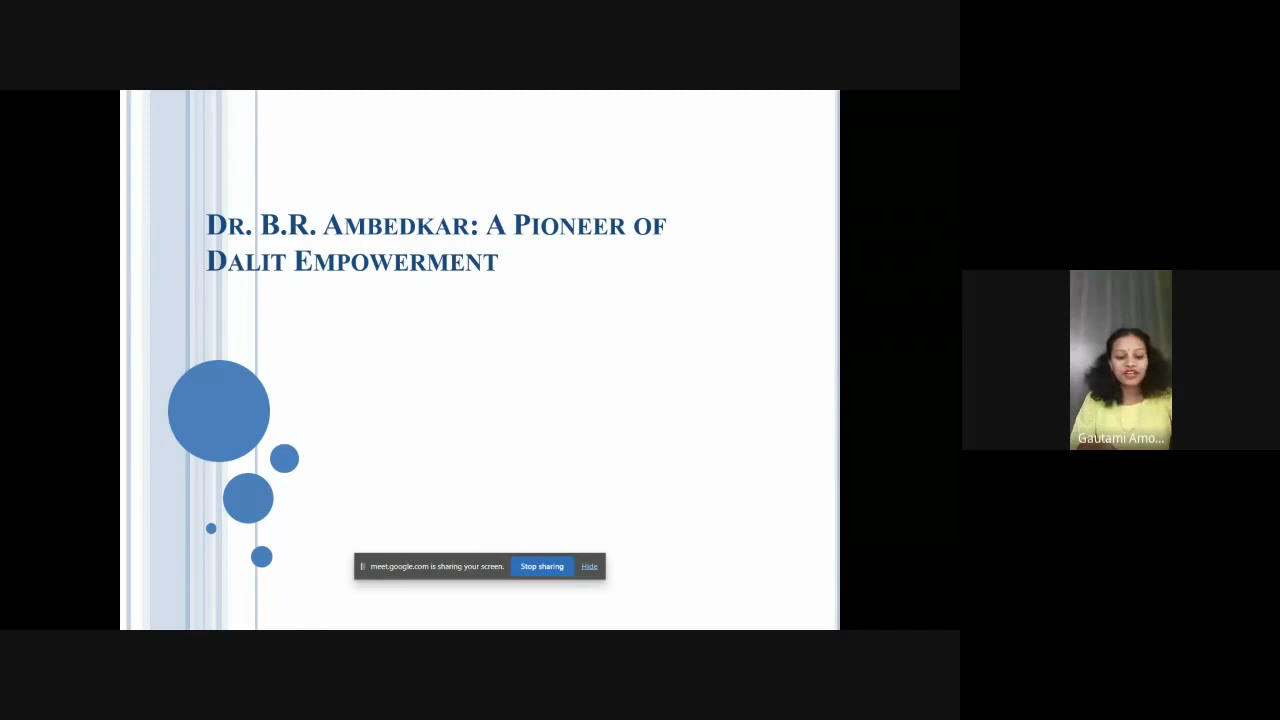 DR. B.R. AMBEDKAR: A PIONEER OF
DALIT EMPOWERMENT
meet.google.com is sharing your screen. Stop sharing Hide
Gautami Amo...